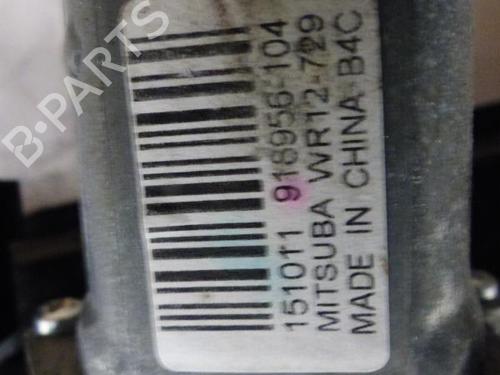 B-PARTS
151011 918956-104
MITSUBA WR12-729
MADE IN CHINA B4C